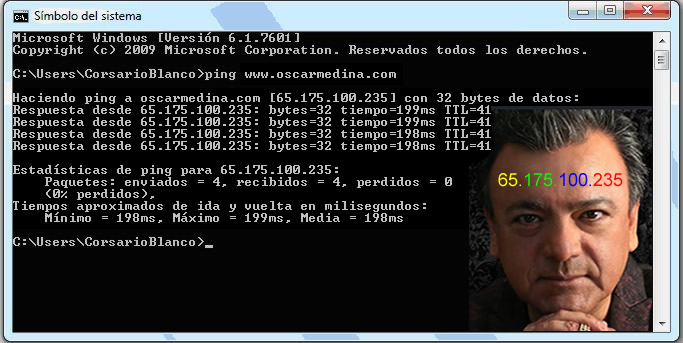 Símbolo del sistema
Microsoft Windows [Versión 6.1.7601]
Copyright (c) 2009 Microsoft Corporation. Reservados todos los derechos.
C:\Users\CorsarioBlanco>ping www.oscarmedina.com
Haciendo ping a oscarmedina.com [65.175.100.235] con 32 bytes de datos:
Respuesta desde 65.175.100.235: bytes=32 tiempo=199ms TTL=41
Respuesta desde 65.175.100.235: bytes=32 tiempo=198ms TTL=41
Respuesta desde 65.175.100.235: bytes=32 tiempo=198ms TTL=41
Respuesta desde 65.175.100.235: bytes=32 tiempo=198ms TTL=41
Estadísticas de ping para 65.175.100.235:
Paquetes: enviados = 4, recibidos = 4, perdidos = 0
(0% perdidos),
Tiempos aproximados de ida y vuelta en milisegundos:
Mínimo = 198ms, Máximo = 199ms, Media = 198ms
C:\Users\CorsarioBlanco>_
65.175.100.235